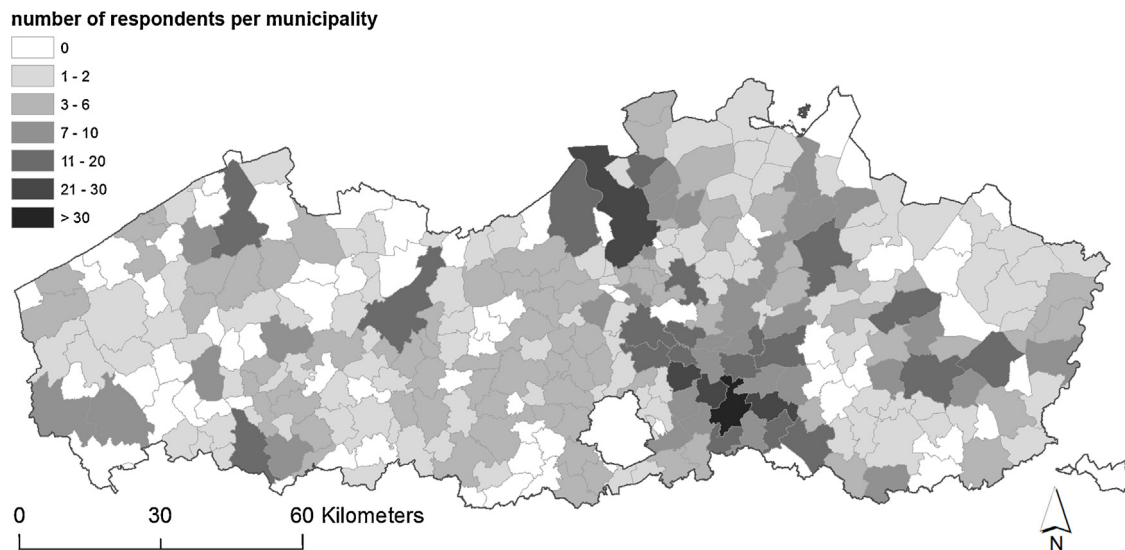 number of respondents per municipality
0
1 - 2
3 - 6
7 - 10
11 - 20
21 - 30
> 30
0 30 60 Kilometers
N